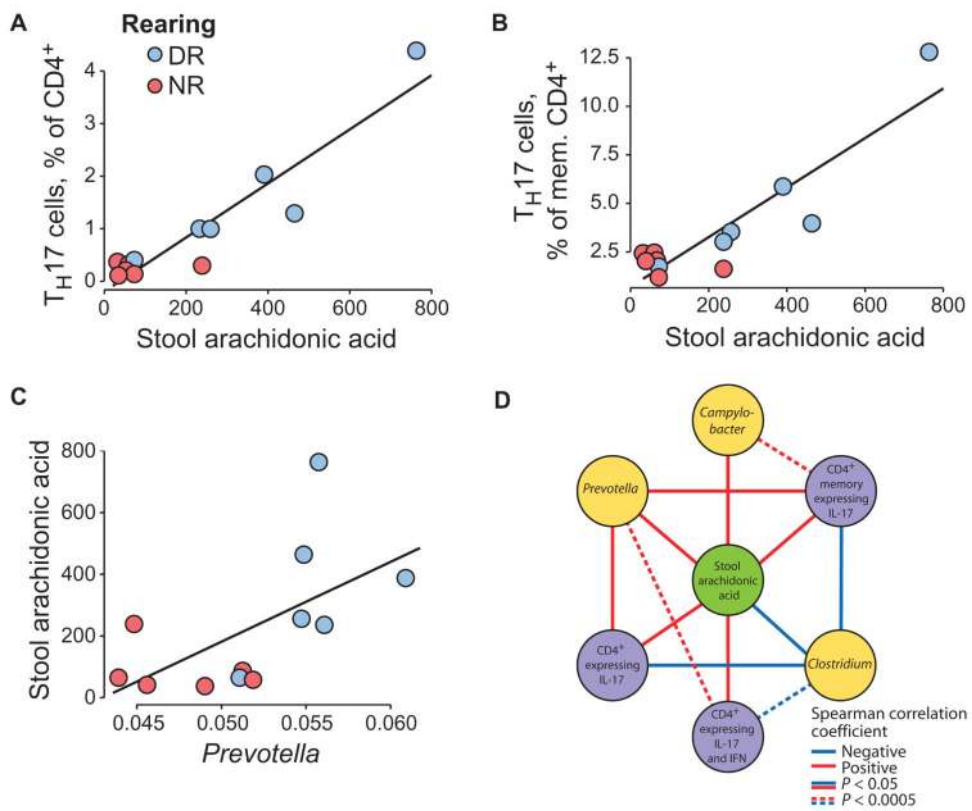 A
Rearing
DR
NR
T_H17 cells, % of CD4⁺
4
3
2
1
0
0 200 400 600 800
Stool arachidonic acid
B
T_H17 cells,
% of mem. CD4⁺
12.5
10.0
7.5
5.0
2.5
0 200 400 600 800
Stool arachidonic acid
C
Stool arachidonic acid
800
600
400
200
0
0.045 0.050 0.055 0.060
Prevotella
D
Campylo-
bacter
Prevotella
CD4⁺
memory
expressing
IL-17
Stool
arachidonic
acid
CD4⁺
expressing
IL-17
Clostridium
CD4⁺
expressing
IL-17
and IFN
Spearman correlation
coefficient
Negative
Positive
P < 0.05
P < 0.0005